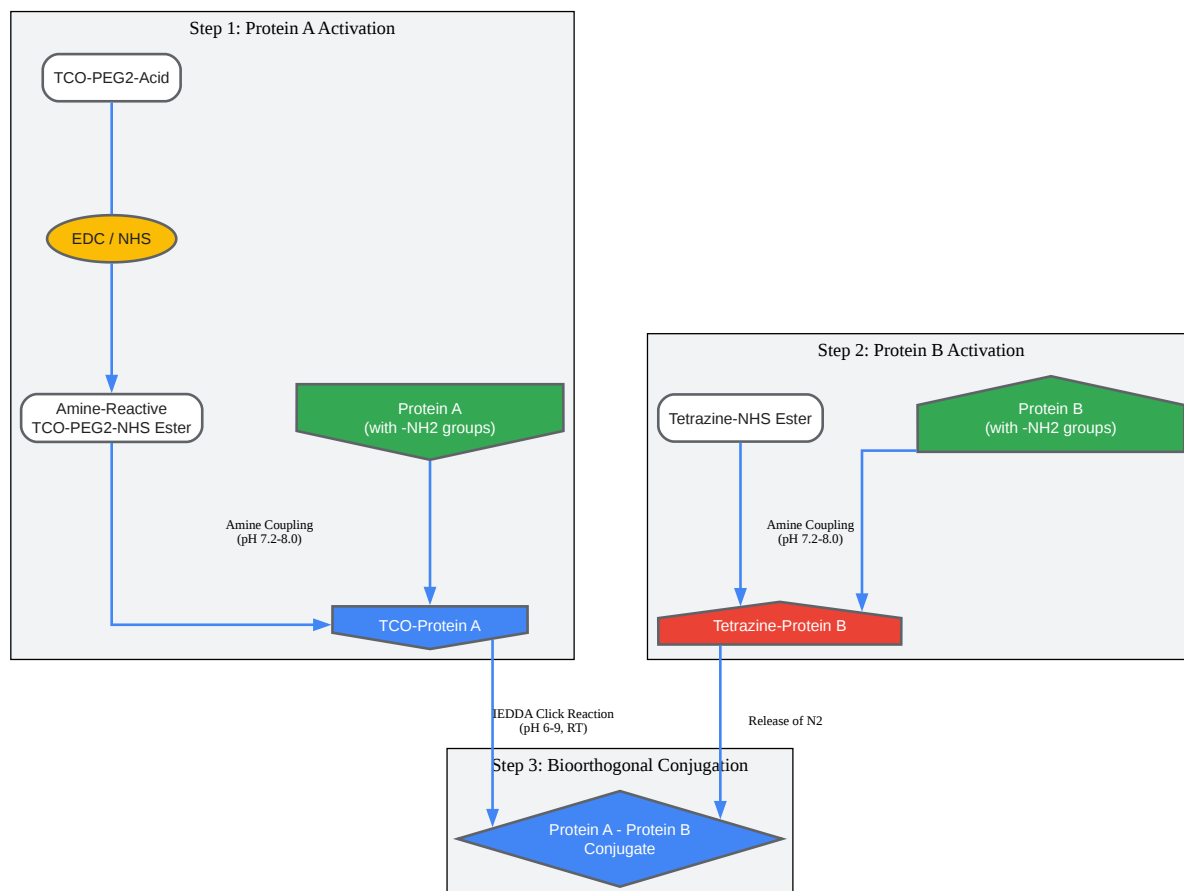 Step 1: Protein A Activation
TCO-PEG2-Acid
EDC / NHS
Amine-Reactive
TCO-PEG2-NHS Ester
Protein A
(with -NH2 groups)
Amine Coupling
(pH 7.2-8.0)
TCO-Protein A
Step 2: Protein B Activation
Tetrazine-NHS Ester
Protein B
(with -NH2 groups)
Amine Coupling
(pH 7.2-8.0)
Tetrazine-Protein B
IEDDA Click Reaction
(pH 6-9, RT)
Release of N2
Step 3: Bioorthogonal Conjugation
Protein A - Protein B
Conjugate